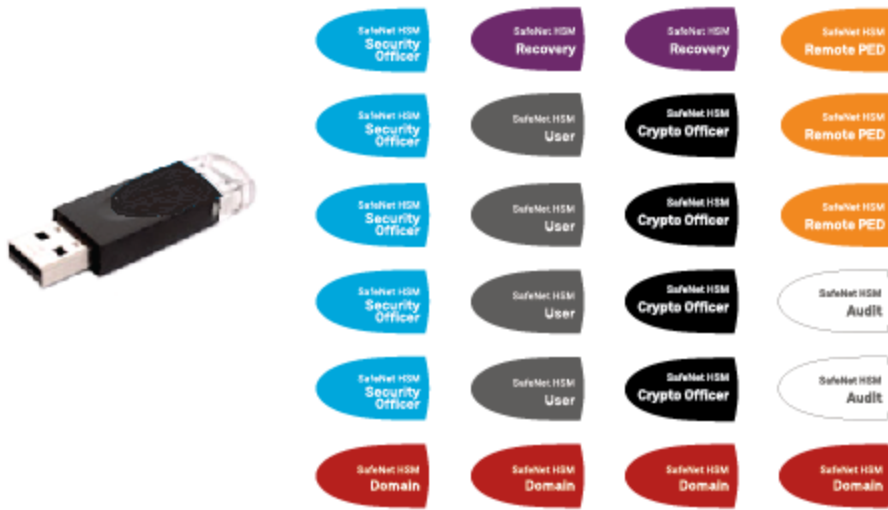 SafeNet HSM
Security
Officer
SafeNet HSM
Recovery
SafeNet HSM
Recovery
SafeNet HSM
Remote PED
SafeNet HSM
Security
Officer
SafeNet HSM
User
SafeNet HSM
Crypto Officer
SafeNet HSM
Remote PED
SafeNet HSM
Security
Officer
SafeNet HSM
User
SafeNet HSM
Crypto Officer
SafeNet HSM
Remote PED
SafeNet HSM
Security
Officer
SafeNet HSM
User
SafeNet HSM
Crypto Officer
SafeNet HSM
Audit
SafeNet HSM
Security
Officer
SafeNet HSM
User
SafeNet HSM
Crypto Officer
SafeNet HSM
Audit
SafeNet HSM
Domain
SafeNet HSM
Domain
SafeNet HSM
Domain
SafeNet HSM
Domain